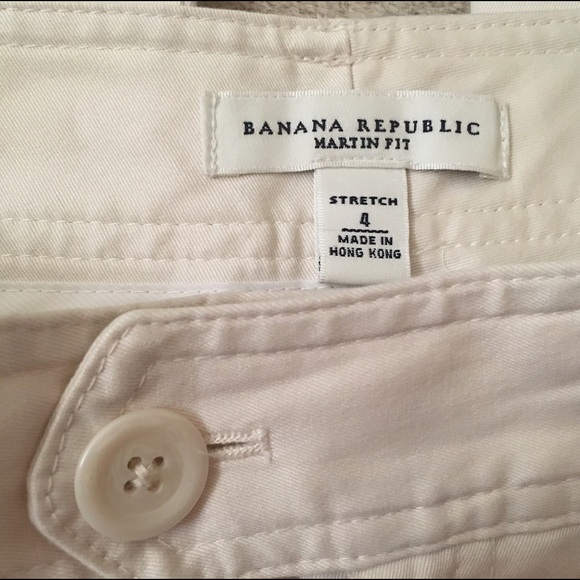 BANANA REPUBLIC
MARTIN FIT
STRETCH
4
MADE IN
HONG KONG